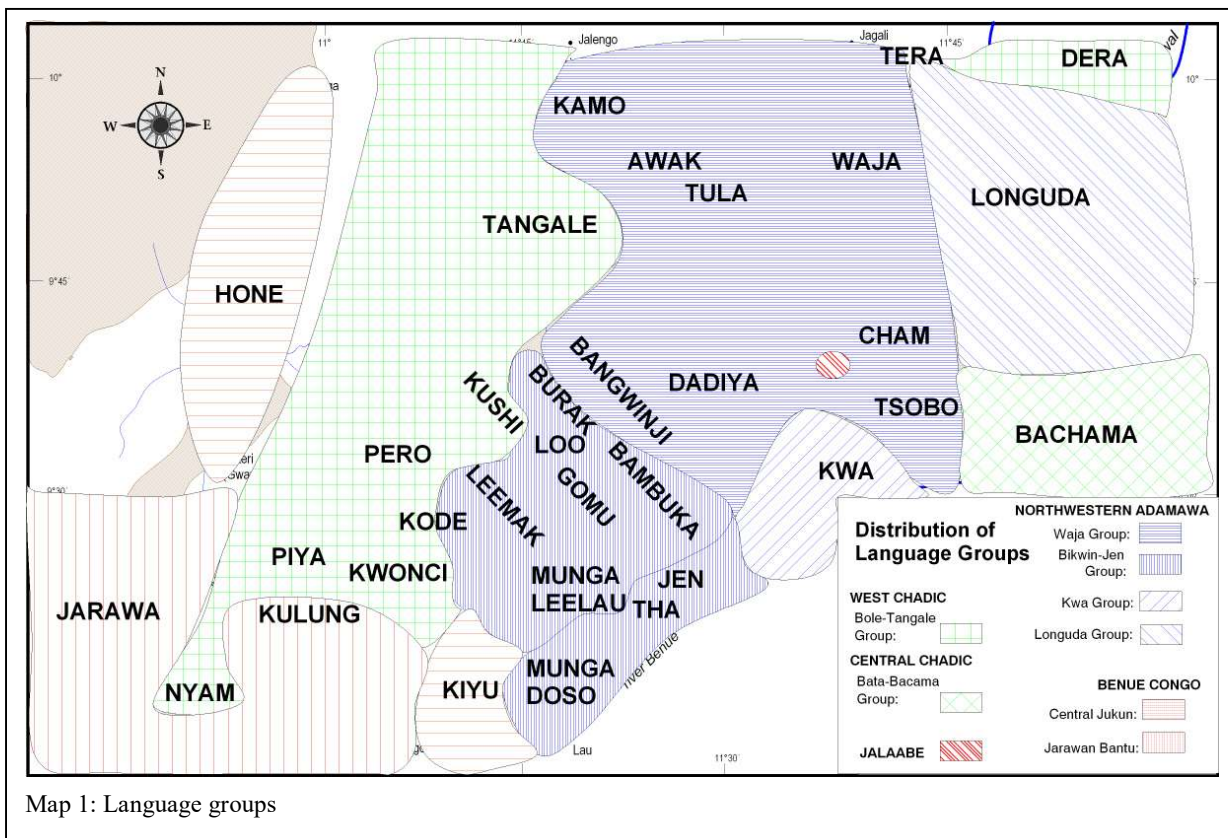 11°
11°45
Jalengo
Jagali
11°45
TERA
DERA
10°
10°
N
W
E
S
KAMO
AWAK
WAJA
TULA
LONGUDA
TANGALE
9°45
HONE
CHAM
BANGWINJI
DADIYA
BURAK
KUSHI
TSOBO
LOO
BACHAMA
PERO
GOMU
BAMBUKA
KWA
LEEMAK
9°30
KODE
PIYA
KWONCI
MUNGA
LEELAU
JEN
THA
JARAWA
KULUNG
NYAM
KIYU
MUNGA
DOSO
Lau
11°30
Distribution of
Language Groups
WEST CHADIC
Bole-Tangale
Group:
CENTRAL CHADIC
Bata-Bacama
Group:
JALAABE
NORTHWESTERN ADAMAWA
Waja Group:
Bikwin-Jen
Group:
Kwa Group:
Longuda Group:
BENUE CONGO
Central Jukun:
Jarawan Bantu:
Map 1: Language groups